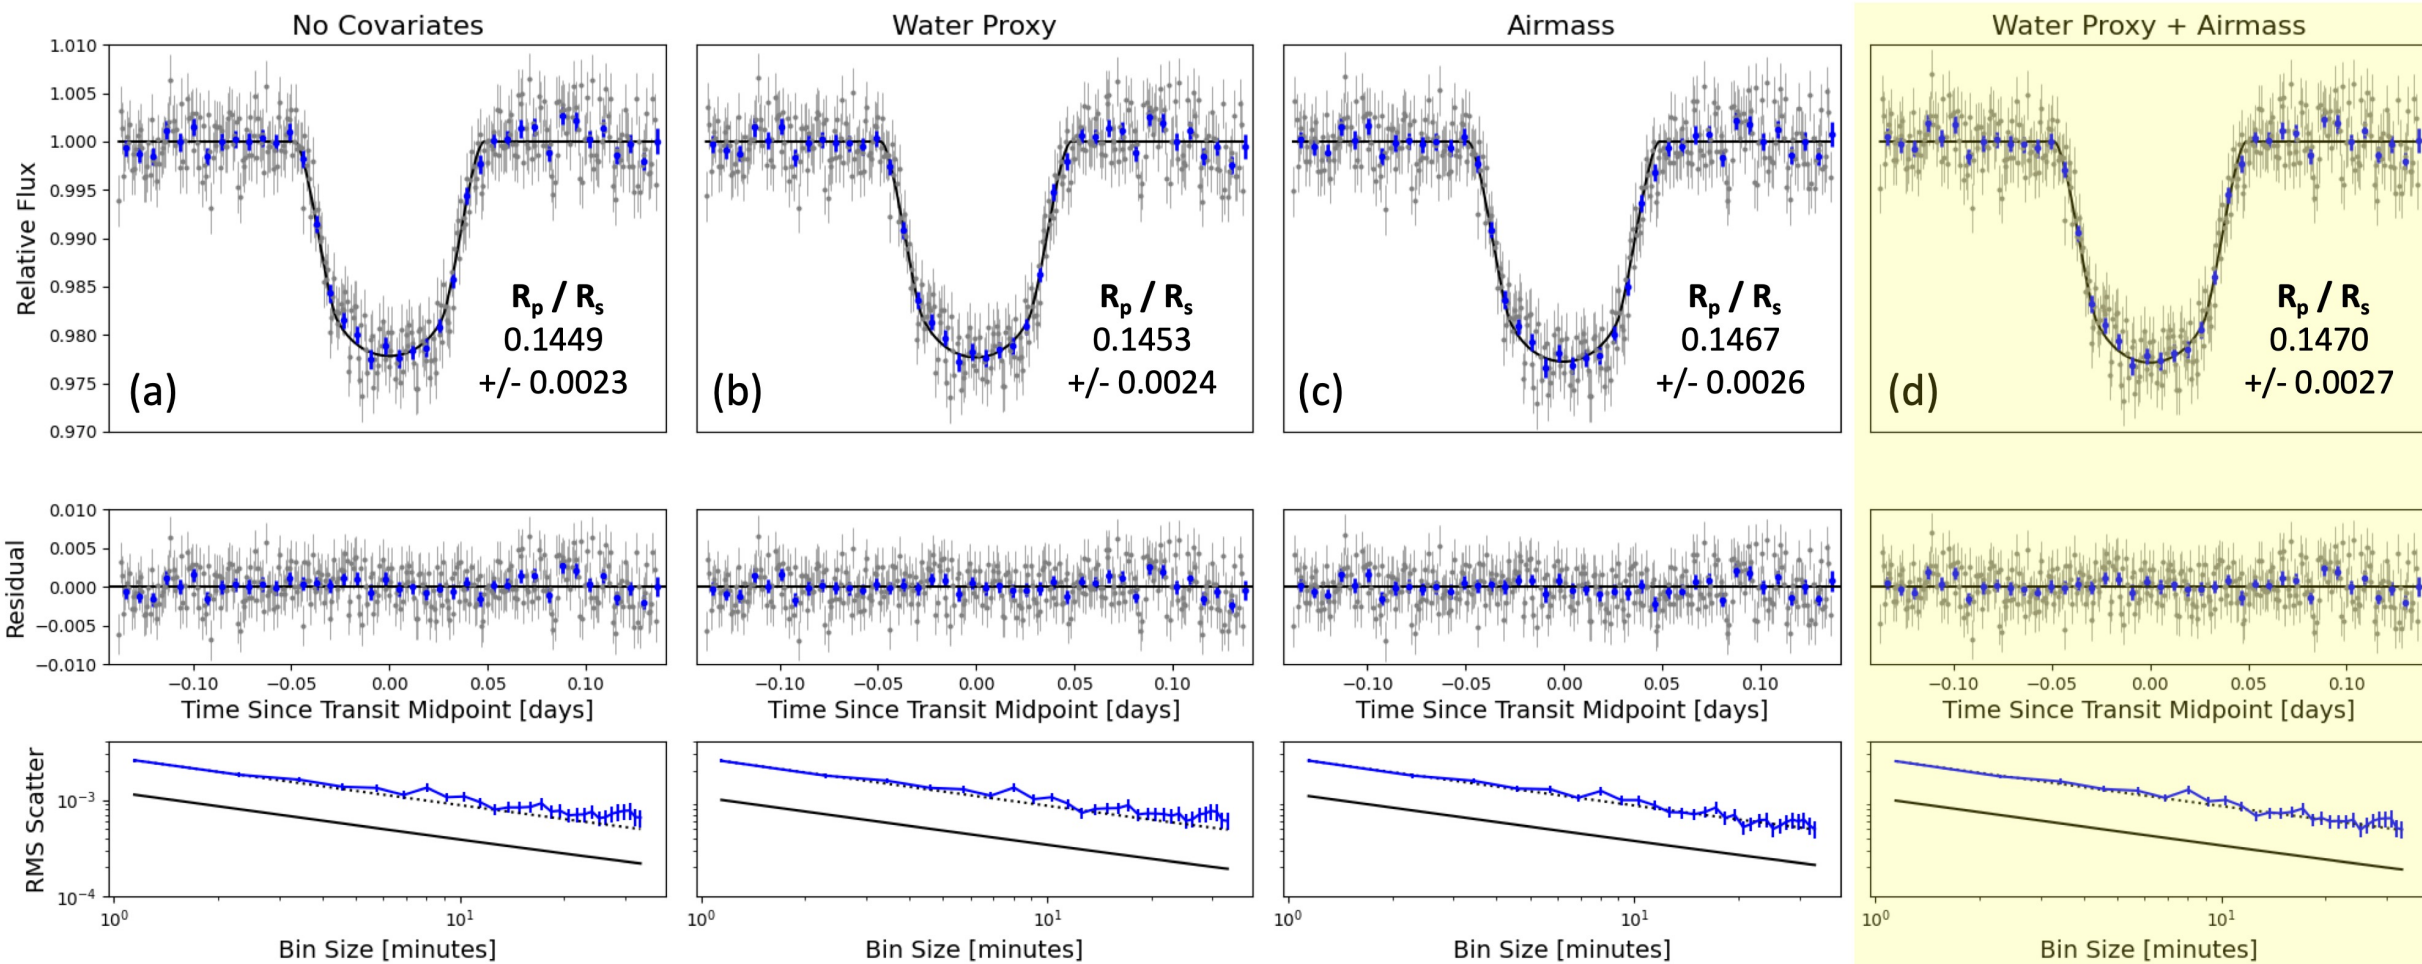 No Covariates
Water Proxy
Airmass
Water Proxy + Airmass
Relative Flux
1.010
1.005
1.000
0.995
0.990
0.985
0.980
0.975
0.970
(a)
Rp / Rs
0.1449
+/- 0.0023
(b)
Rp / Rs
0.1453
+/- 0.0024
(c)
Rp / Rs
0.1467
+/- 0.0026
(d)
Rp / Rs
0.1470
+/- 0.0027
Residual
0.010
0.005
0.000
−0.005
−0.010
−0.10 −0.05 0.00 0.05 0.10
−0.10 −0.05 0.00 0.05 0.10
−0.10 −0.05 0.00 0.05 0.10
−0.10 −0.05 0.00 0.05 0.10
Time Since Transit Midpoint [days]
Time Since Transit Midpoint [days]
Time Since Transit Midpoint [days]
Time Since Transit Midpoint [days]
RMS Scatter
10⁻³
10⁻⁴
10⁰ 10¹
10⁰ 10¹
10⁰ 10¹
10⁰ 10¹
Bin Size [minutes]
Bin Size [minutes]
Bin Size [minutes]
Bin Size [minutes]